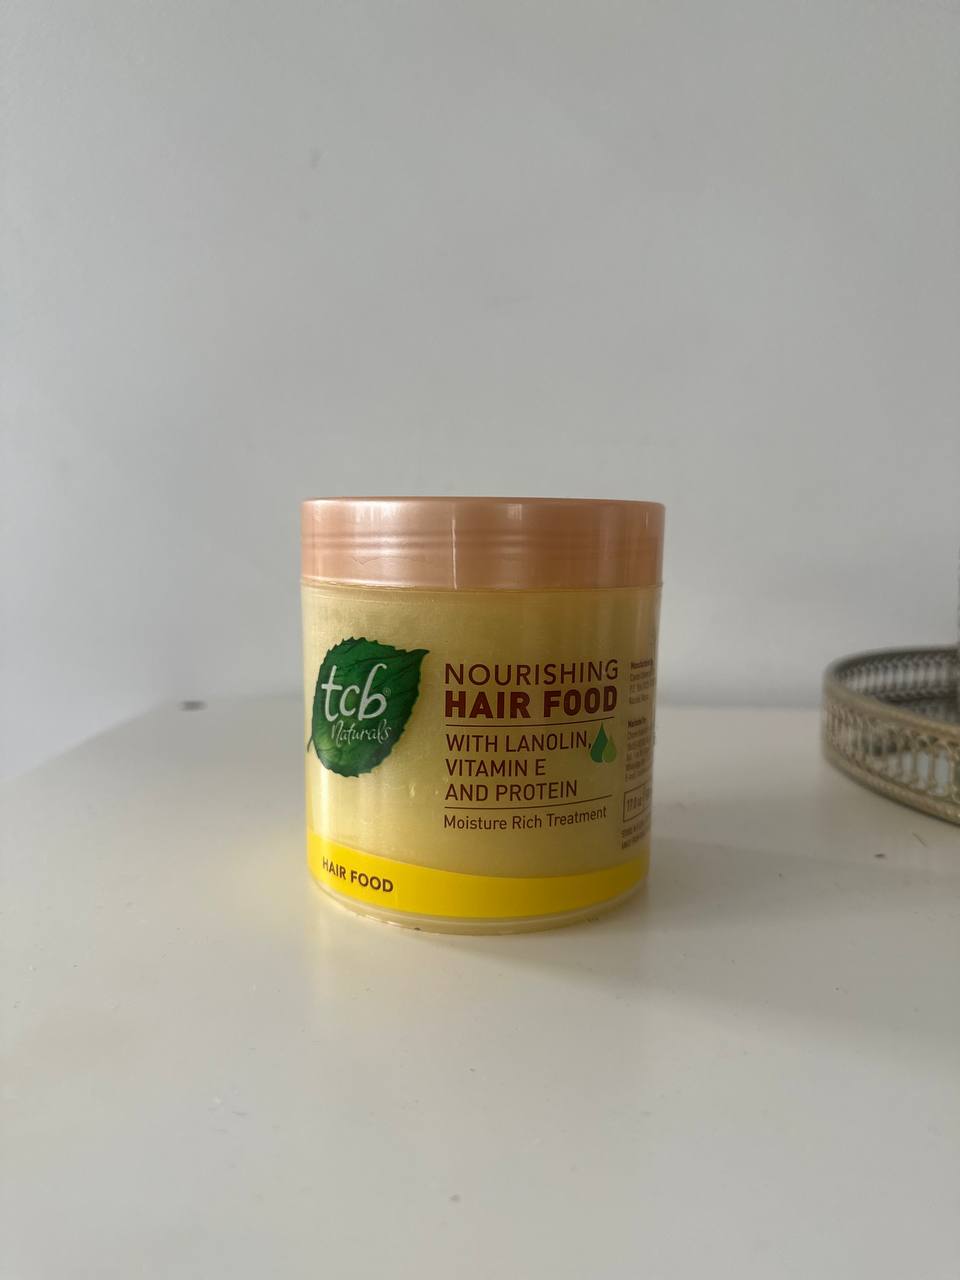 tcb®
Naturals
NOURISHING
HAIR FOOD
WITH LANOLIN,
VITAMIN E
AND PROTEIN
Moisture Rich Treatment
HAIR FOOD